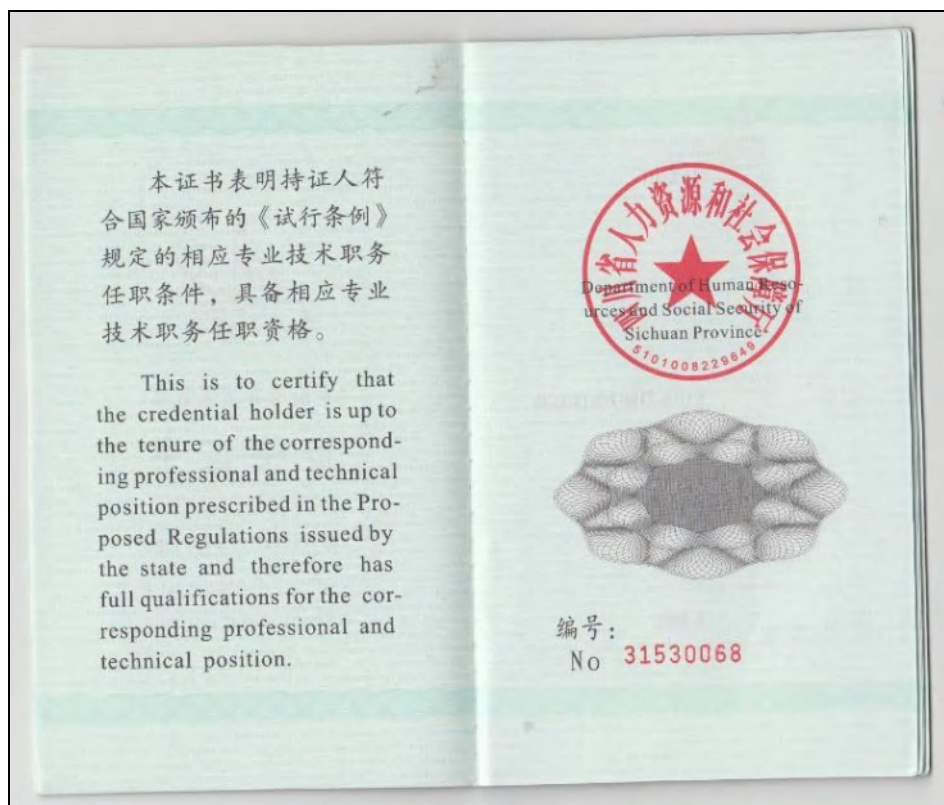 本证书表明持证人符
合国家颁布的《试行条例》
规定的相应专业技术职务
任职条件，具备相应专业
技术职务任职资格。
This is to certify that
the credential holder is up to
the tenure of the correspond-
ing professional and technical
position prescribed in the Pro-
posed Regulations issued by
the state and therefore has
full qualifications for the cor-
responding professional and
technical position.
四川省人力资源和社会保障厅
Department of Human Reso-
urces and Social Security of
Sichuan Province
5101008229649
编号：
No 31530068